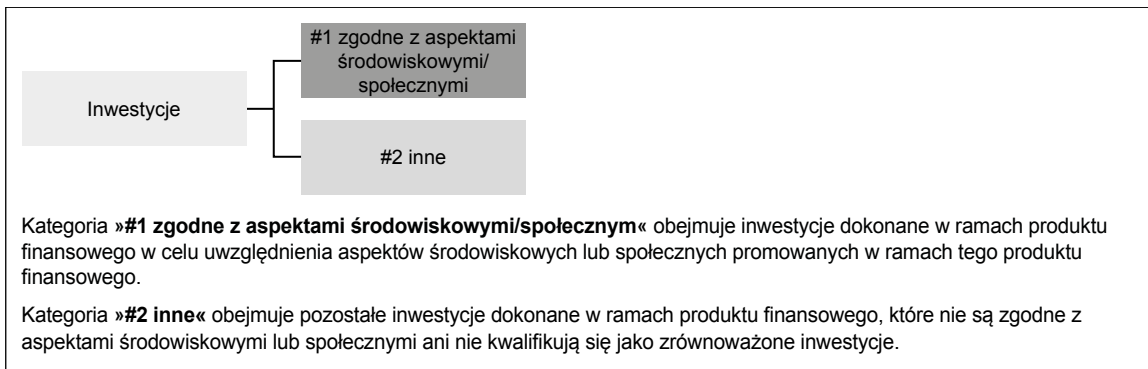 #1 zgodne z aspektami
środowiskowymi/
społecznymi
Inwestycje
#2 inne
Kategoria »#1 zgodne z aspektami środowiskowymi/społecznym« obejmuje inwestycje dokonane w ramach produktu
finansowego w celu uwzględnienia aspektów środowiskowych lub społecznych promowanych w ramach tego produktu
finansowego.
Kategoria »#2 inne« obejmuje pozostałe inwestycje dokonane w ramach produktu finansowego, które nie są zgodne z
aspektami środowiskowymi lub społecznymi ani nie kwalifikują się jako zrównoważone inwestycje.